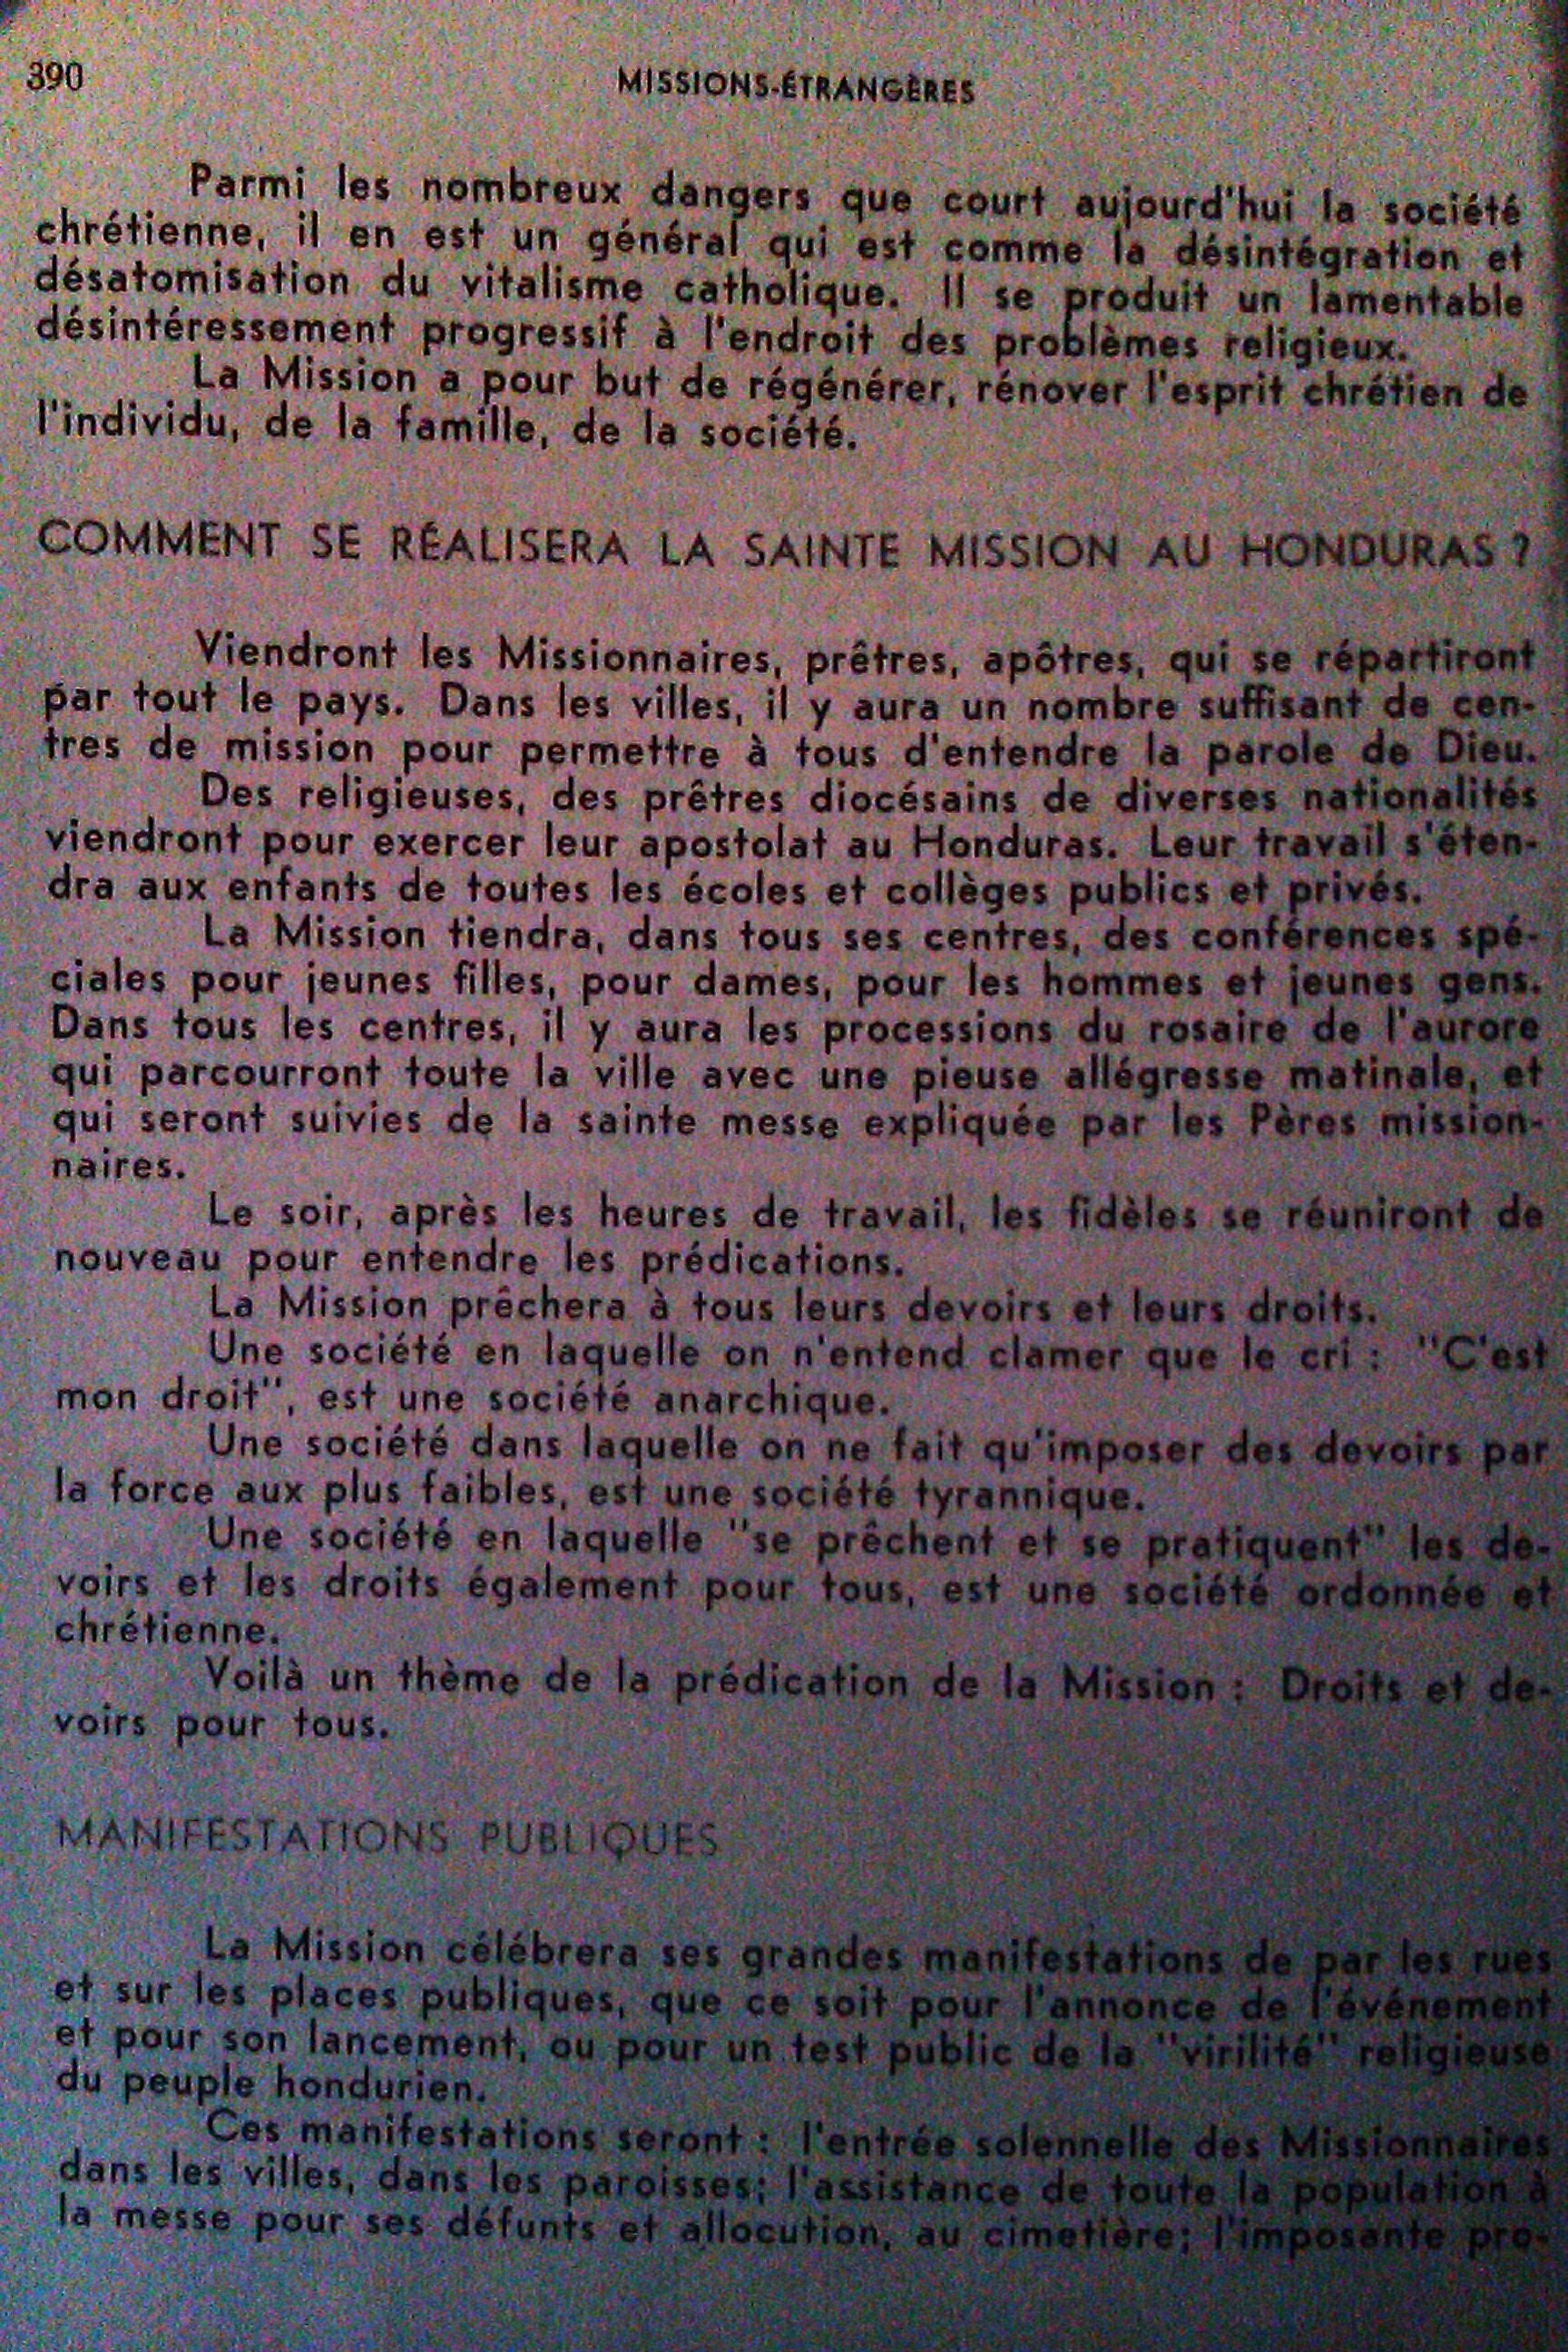 390
MISSIONS-ÉTRANGÈRES
Parmi les nombreux dangers que court aujourd'hui la société
chrétienne, il en est un général qui est comme la désintégration et
désatomisation du vitalisme catholique. Il se produit un lamentable
désintéressement progressif à l'endroit des problèmes religieux.
La Mission a pour but de régénérer, rénover l'esprit chrétien de
l'individu, de la famille, de la société.
COMMENT SE RÉALISERA LA SAINTE MISSION AU HONDURAS ?
Viendront les Missionnaires, prêtres, apôtres, qui se répartiront
par tout le pays. Dans les villes, il y aura un nombre suffisant de cen-
tres de mission pour permettre à tous d'entendre la parole de Dieu.
Des religieuses, des prêtres diocésains de diverses nationalités
viendront pour exercer leur apostolat au Honduras. Leur travail s'éten-
dra aux enfants de toutes les écoles et collèges publics et privés.
La Mission tiendra, dans tous ses centres, des conférences spé-
ciales pour jeunes filles, pour dames, pour les hommes et jeunes gens.
Dans tous les centres, il y aura les processions du rosaire de l'aurore
qui parcourront toute la ville avec une pieuse allégresse matinale, et
qui seront suivies de la sainte messe expliquée par les Pères mission-
naires.
Le soir, après les heures de travail, les fidèles se réuniront de
nouveau pour entendre les prédications.
La Mission prêchera à tous leurs devoirs et leurs droits.
Une société en laquelle on n'entend clamer que le cri : "C'est
mon droit", est une société anarchique.
Une société dans laquelle on ne fait qu'imposer des devoirs par
la force aux plus faibles, est une société tyrannique.
Une société en laquelle "se prêchent et se pratiquent" les de-
voirs et les droits également pour tous, est une société ordonnée et
chrétienne.
Voilà un thème de la prédication de la Mission : Droits et de-
voirs pour tous.
MANIFESTATIONS PUBLIQUES
La Mission célébrera ses grandes manifestations de par les rues
et sur les places publiques, que ce soit pour l'annonce de l'événement
et pour son lancement, ou pour un test public de la "virilité" religieuse
du peuple hondurien.
Ces manifestations seront : l'entrée solennelle des Missionnaires
dans les villes, dans les paroisses; l'assistance de toute la population à
la messe pour ses défunts et allocution, au cimetière; l'imposante pro-